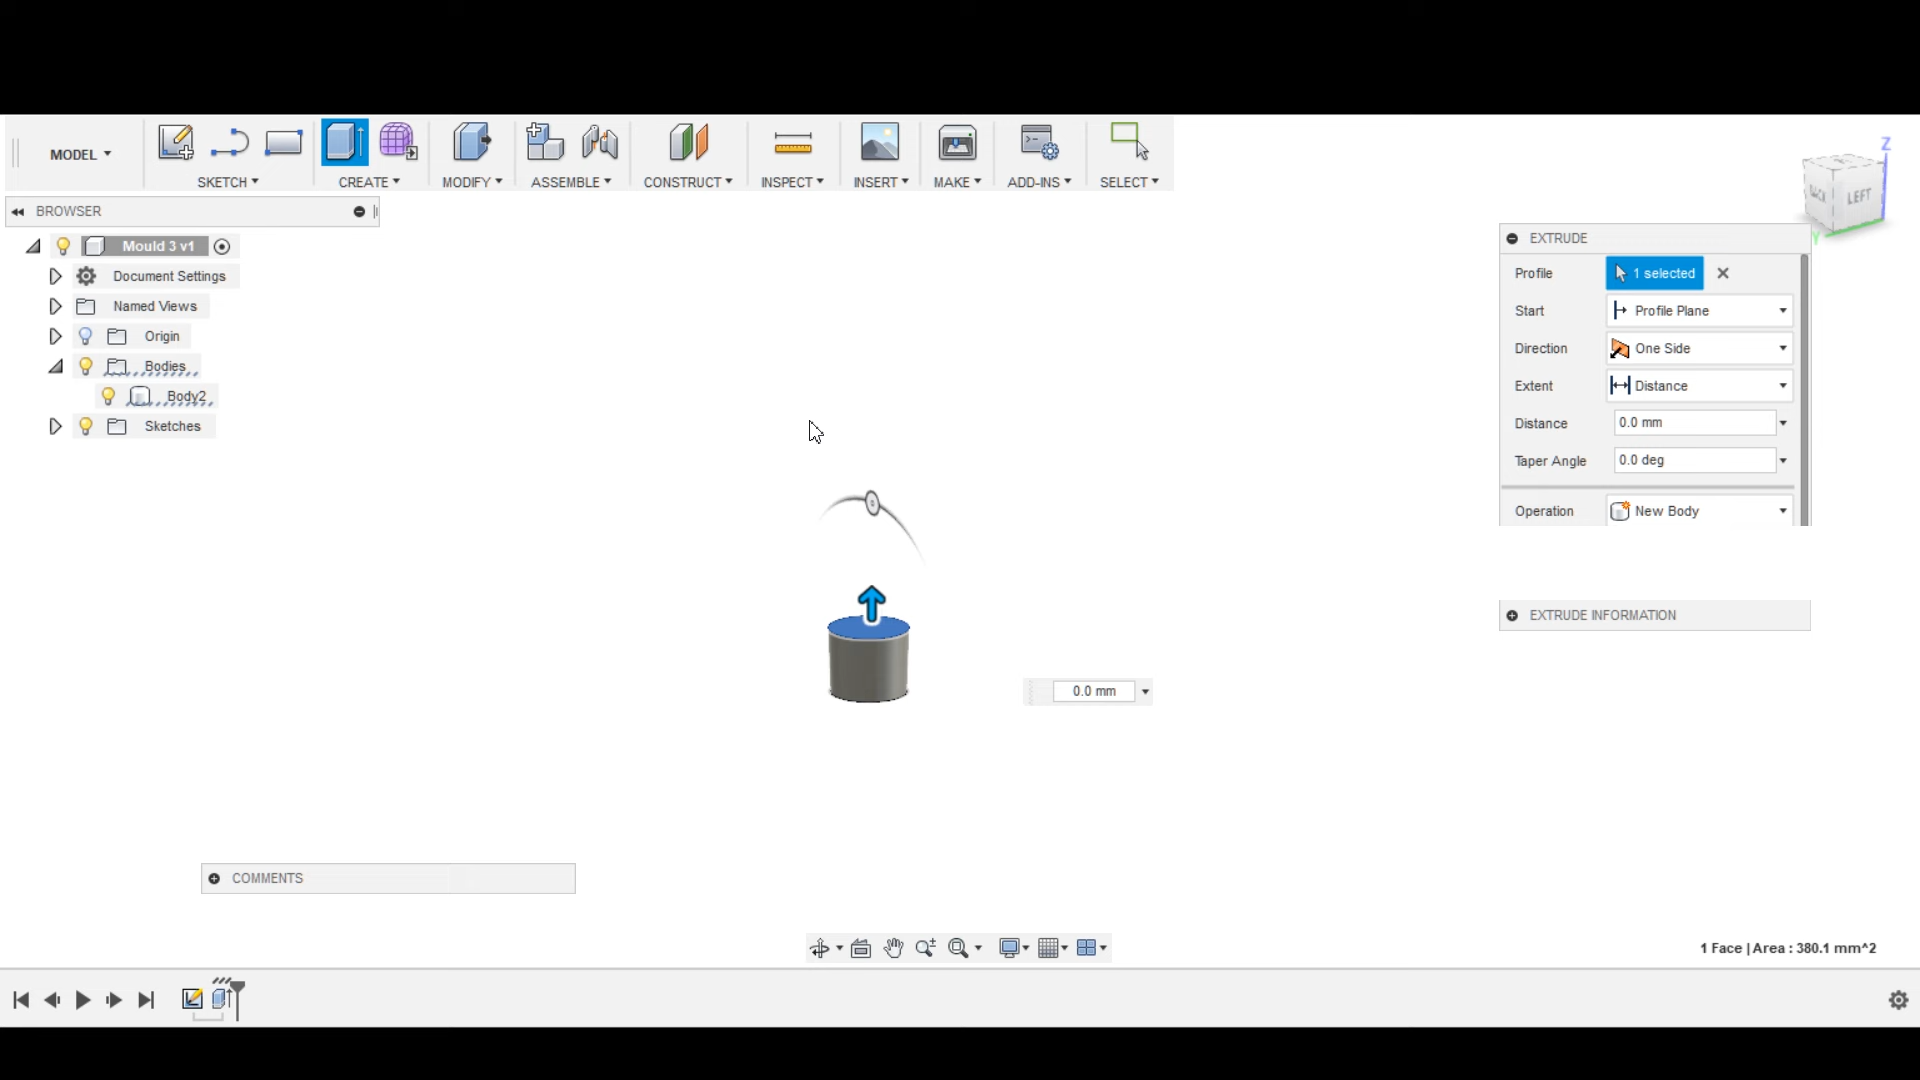 MODEL
SKETCH
CREATE
MODIFY
ASSEMBLE
CONSTRUCT
INSPECT
INSERT
MAKE
ADD-INS
SELECT
BROWSER
Mould 3 v1
Document Settings
Named Views
Origin
Bodies
Body2
Sketches
Z
BACK
LEFT
Y
EXTRUDE
Profile 1 selected
Start Profile Plane
Direction One Side
Extent Distance
Distance 0.0 mm
Taper Angle 0.0 deg
Operation New Body
EXTRUDE INFORMATION
0.0 mm
COMMENTS
1 Face | Area : 380.1 mm^2